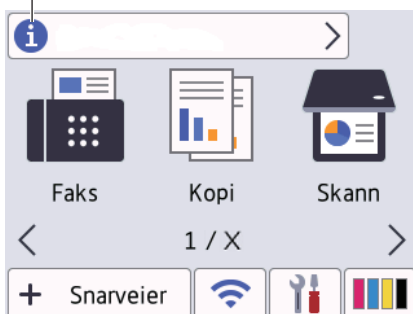 Faks Kopi Skann
1 / X
+ Snarveier